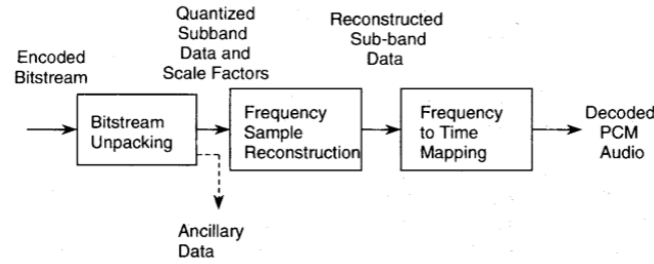 Encoded
Bitstream
Quantized
Subband
Data and
Scale Factors
Reconstructed
Sub-band
Data
Bitstream
Unpacking
Frequency
Sample
Reconstruction
Frequency
to Time
Mapping
Decoded
PCM
Audio
Ancillary
Data